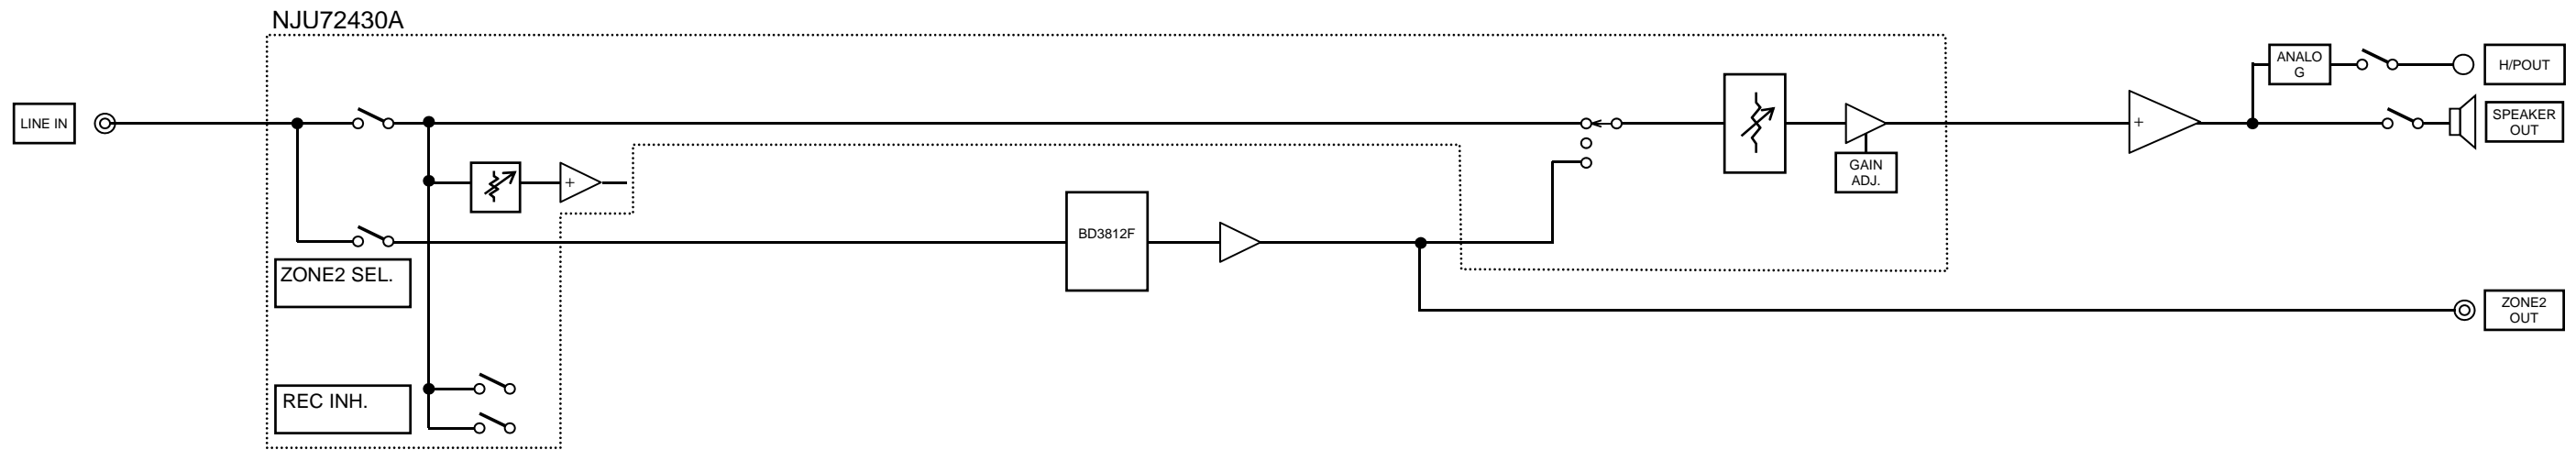 NJU72430A
ANALO
G
H/POUT
LINE IN
+
SPEAKER
OUT
GAIN
ADJ.
+
BD3812F
ZONE2 SEL.
ZONE2
OUT
REC INH.